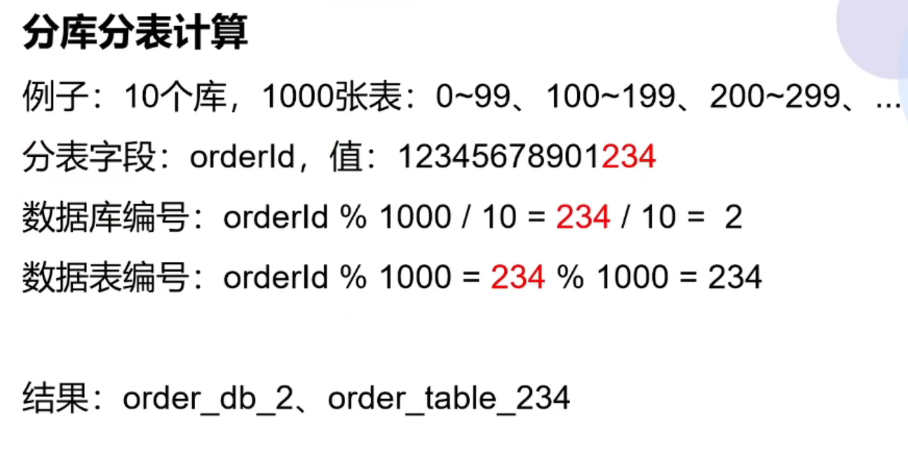 分库分表计算
例子：10个库，1000张表：0~99、100~199、200~299、...
分表字段：orderId，值：12345678901234
数据库编号：orderId % 1000 / 10 = 234 / 10 = 2
数据表编号：orderId % 1000 = 234 % 1000 = 234
结果：order_db_2、order_table_234